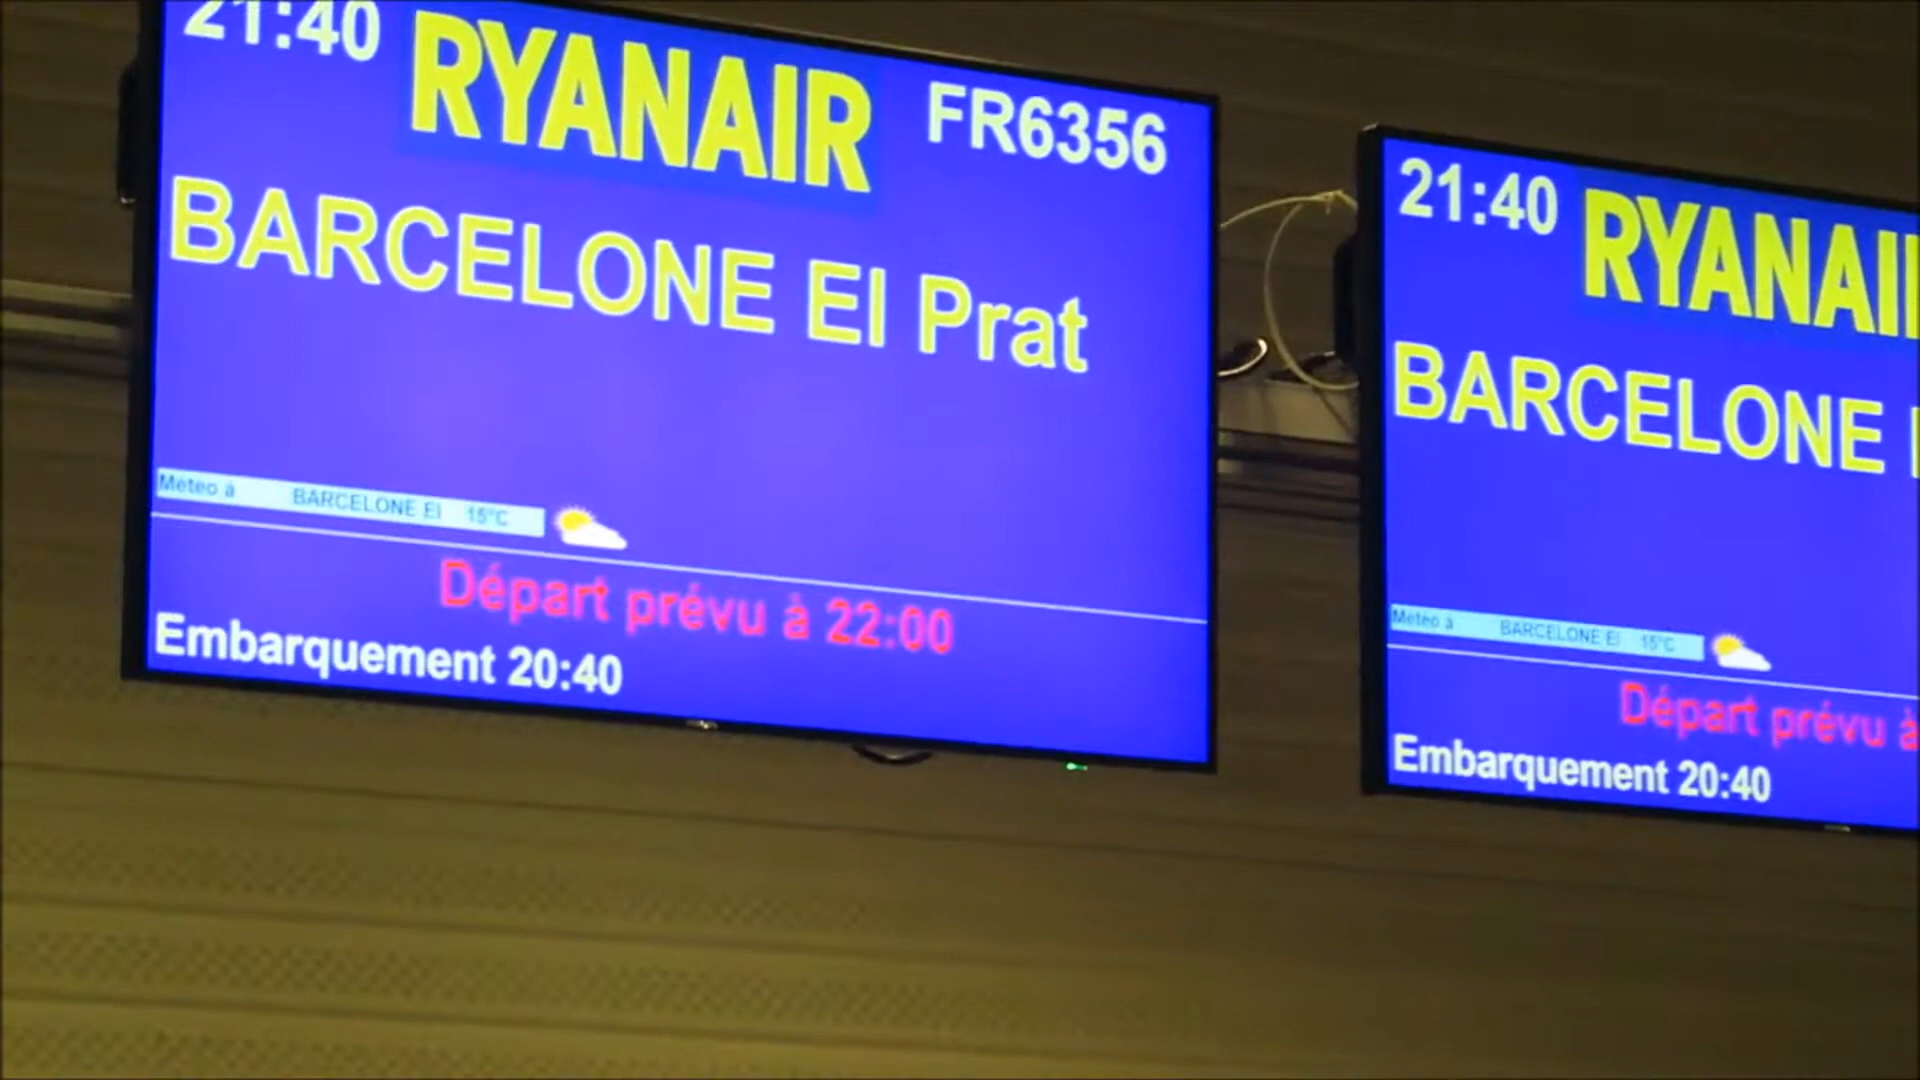 21:40 RYANAIR FR6356
BARCELONE El Prat
Meteo à BARCELONE El 15°C
Départ prévu à 22:00
Embarquement 20:40
21:40 RYANAI
BARCELONE
Meteo à BARCELONE El 15°C
Départ prévu à
Embarquement 20:40